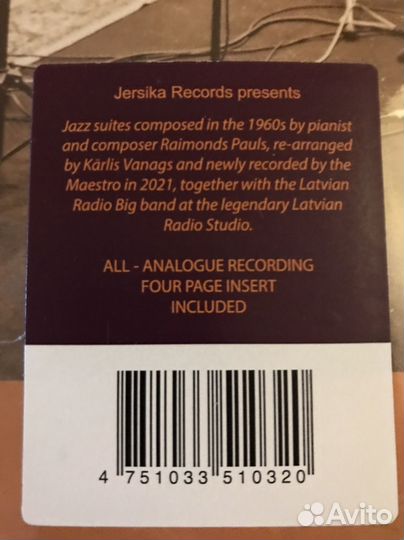 Jersika Records presents
Jazz suites composed in the 1960s by pianist
and composer Raimonds Pauls, re-arranged
by Kārlis Vanags and newly recorded by the
Maestro in 2021, together with the Latvian
Radio Big band at the legendary Latvian
Radio Studio.
ALL - ANALOGUE RECORDING
FOUR PAGE INSERT
INCLUDED
4 751033 510320
Avito